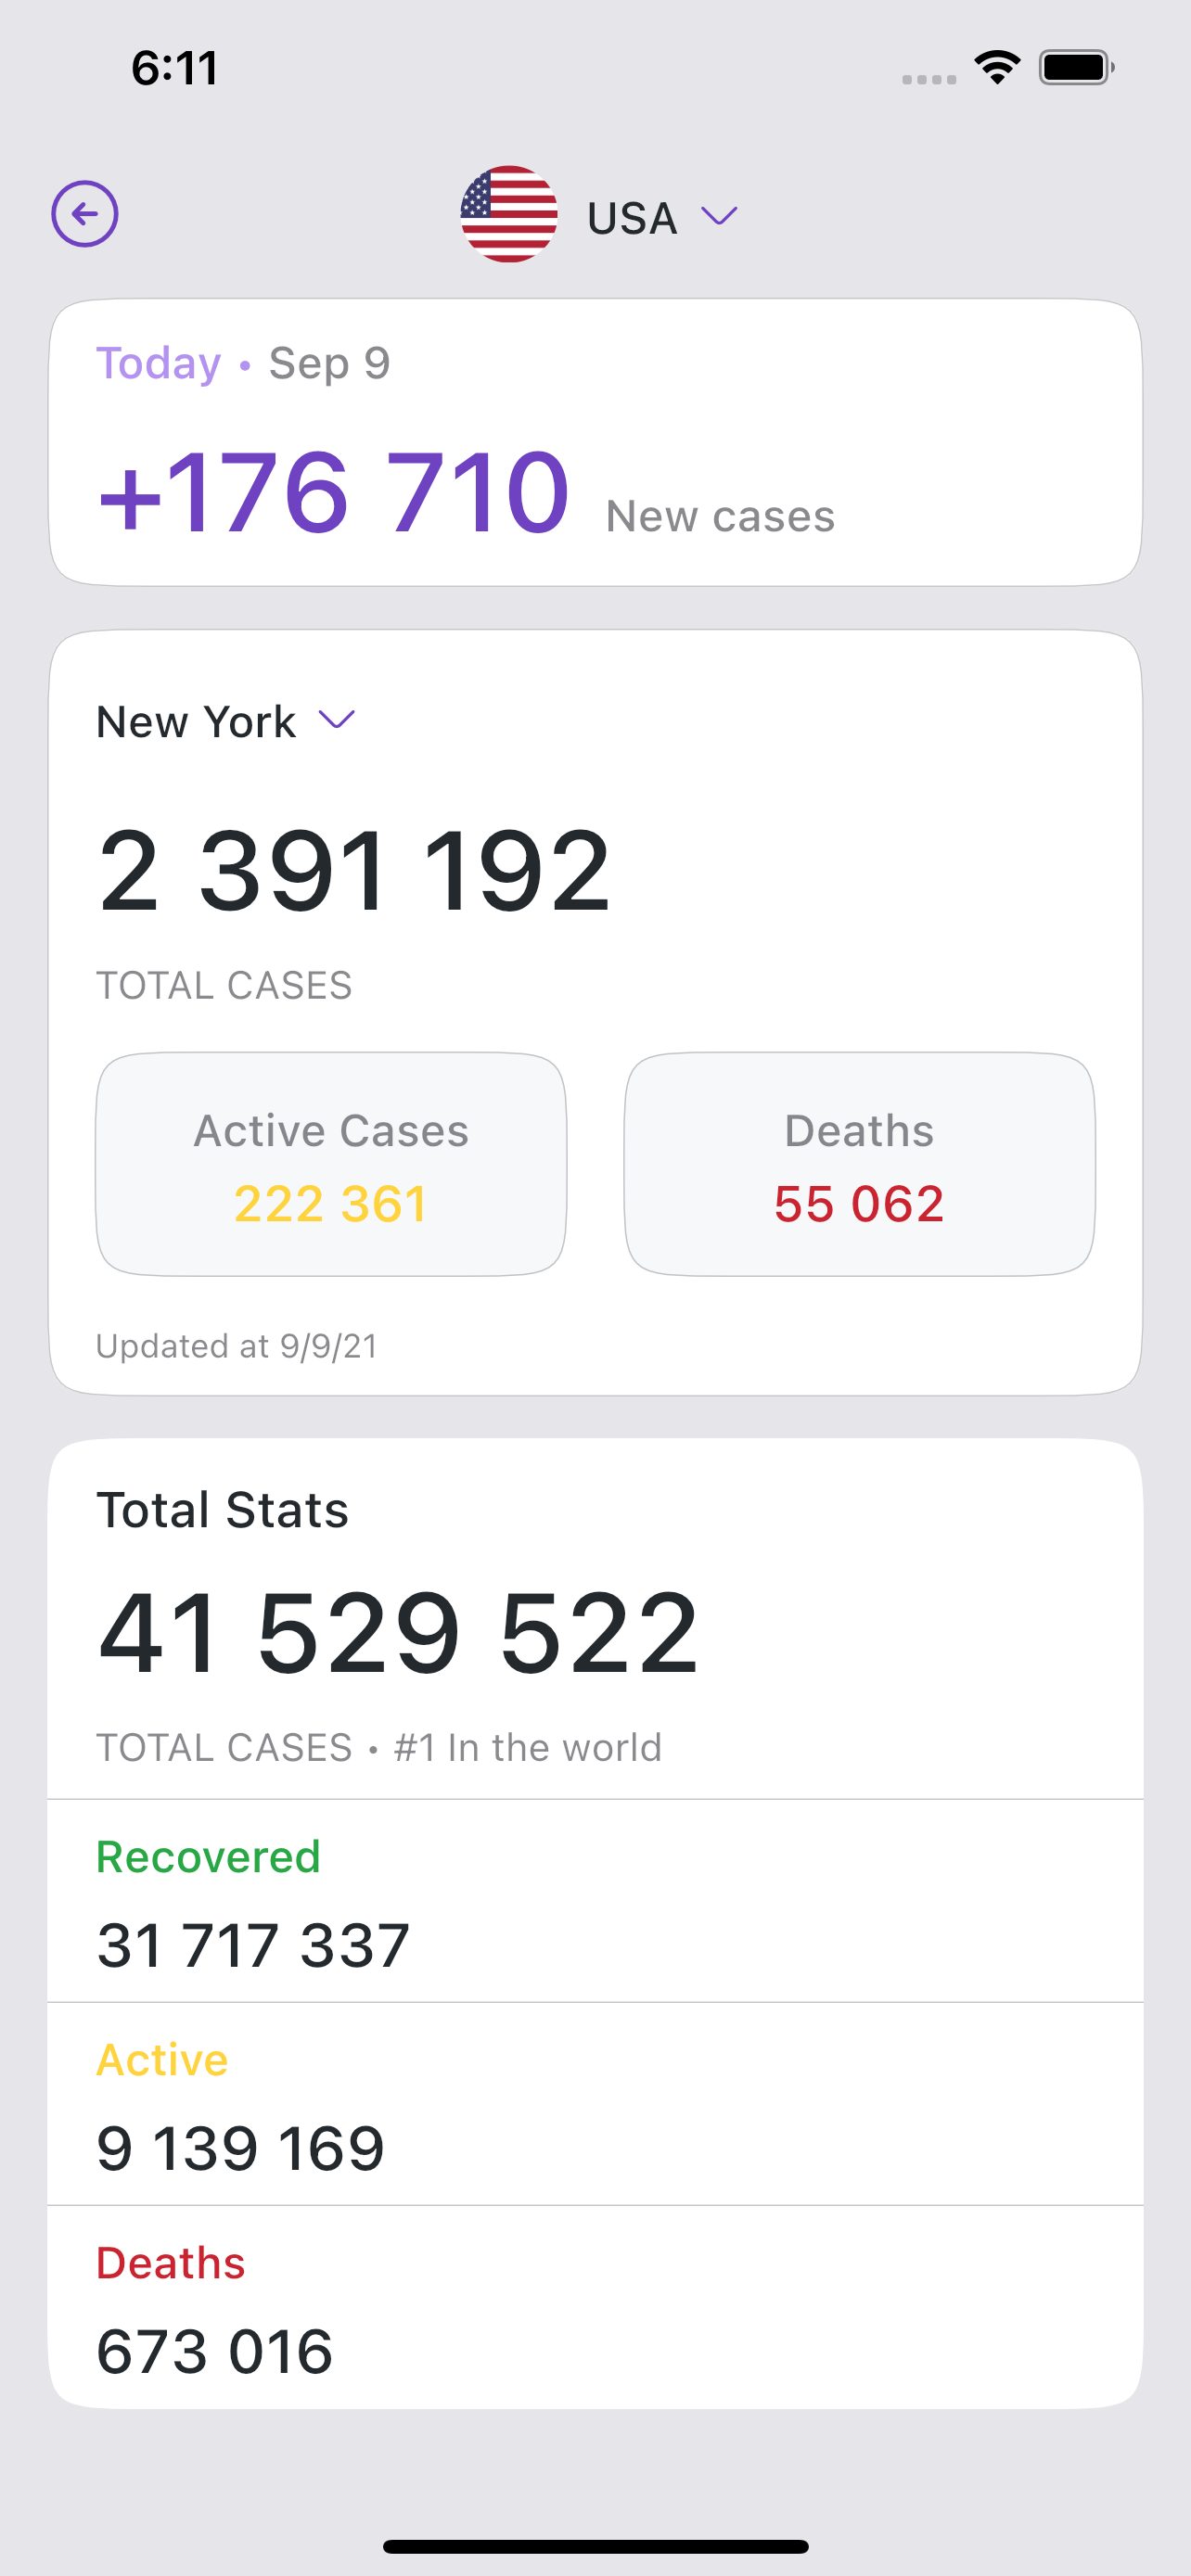 6:11
USA
Today • Sep 9
+176 710 New cases
New York
2 391 192
TOTAL CASES
Active Cases
222 361
Deaths
55 062
Updated at 9/9/21
Total Stats
41 529 522
TOTAL CASES • #1 In the world
Recovered
31 717 337
Active
9 139 169
Deaths
673 016